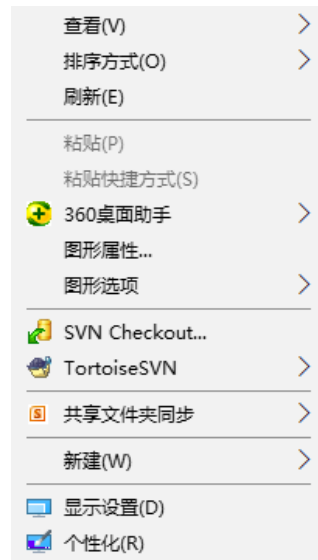 查看(V)
排序方式(O)
刷新(E)
粘贴(P)
粘贴快捷方式(S)
360桌面助手
图形属性...
图形选项
SVN Checkout...
TortoiseSVN
共享文件夹同步
新建(W)
显示设置(D)
个性化(R)